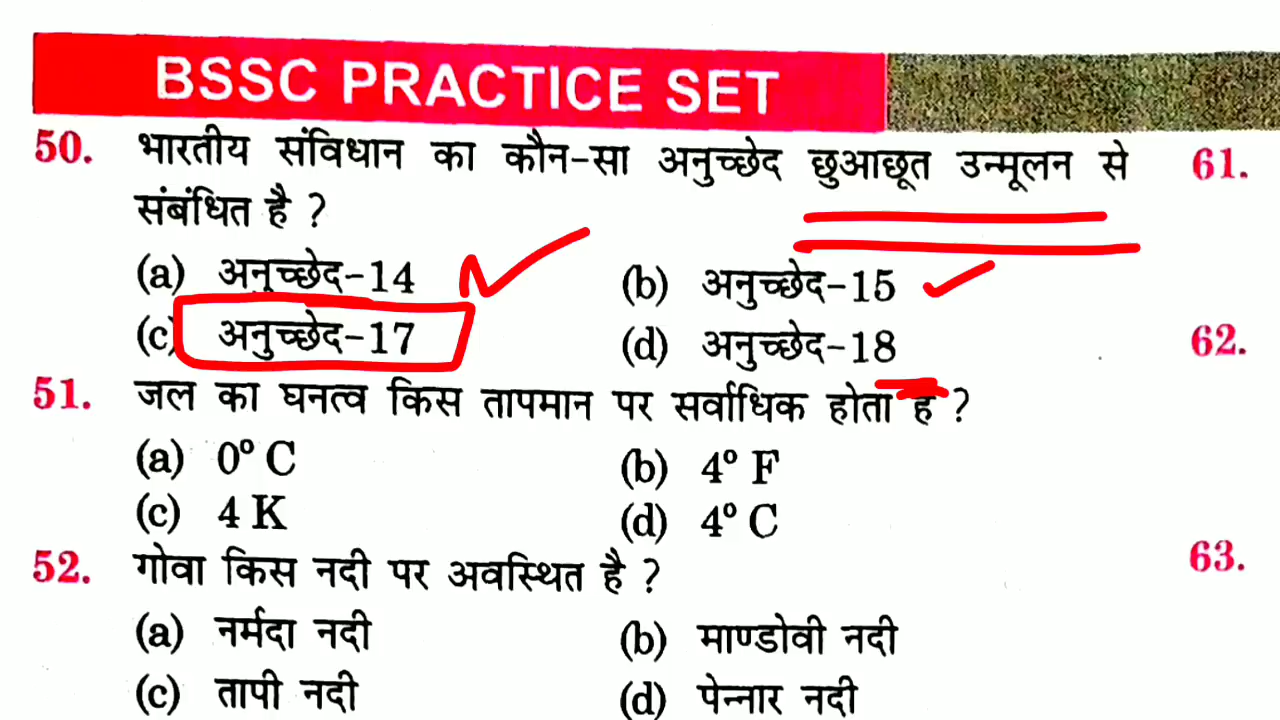 BSSC PRACTICE SET
50. भारतीय संविधान का कौन-सा अनुच्छेद छुआछूत उन्मूलन से
संबंधित है ?
(a) अनुच्छेद-14 (b) अनुच्छेद-15
(c) अनुच्छेद-17 (d) अनुच्छेद-18
51. जल का घनत्व किस तापमान पर सर्वाधिक होता है ?
(a) 0° C (b) 4° F
(c) 4 K (d) 4° C
52. गोवा किस नदी पर अवस्थित है ?
(a) नर्मदा नदी (b) माण्डोवी नदी
(c) तापी नदी (d) पेन्नार नदी
61.
62.
63.